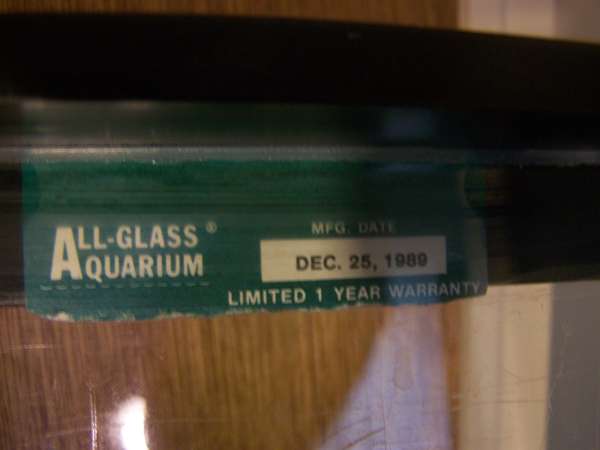 ALL-GLASS®
AQUARIUM
MFG. DATE
DEC. 25, 1989
LIMITED 1 YEAR WARRANTY